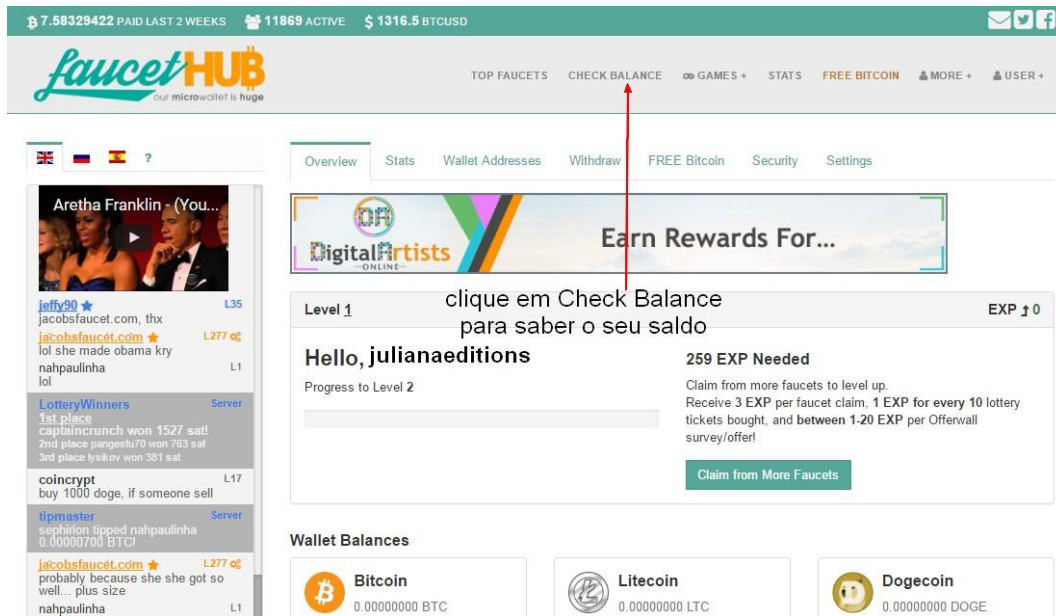 7.58329422 PAID LAST 2 WEEKS 11869 ACTIVE $ 1316.5 BTCUSD
faucetHUB
our microwallet is huge
TOP FAUCETS CHECK BALANCE GAMES + STATS FREE BITCOIN MORE + USER +
?
Overview Stats Wallet Addresses Withdraw FREE Bitcoin Security Settings
Aretha Franklin - (You...
jeffy90 L35
jacobsfaucet.com, thx
jacobsfaucet.com L277
lol she made obama kry
nahpaulinha L1
lol
LotteryWinners Server
1st place
captaincrunch won 1527 sat!
2nd place pangestu70 won 763 sat
3rd place lysikov won 381 sat
coincrypt L17
buy 1000 doge, if someone sell
tipmaster Server
sephirion tipped nahpaulinha
0.00000700 BTC!
jacobsfaucet.com L277
probably because she she got so
well... plus size
nahpaulinha L1
DA
DigitalArtists
ONLINE
Earn Rewards For...
clique em Check Balance
para saber o seu saldo
Level 1 EXP 0
Hello, julianaeditions
Progress to Level 2
259 EXP Needed
Claim from more faucets to level up.
Receive 3 EXP per faucet claim, 1 EXP for every 10 lottery
tickets bought, and between 1-20 EXP per Offerwall
survey/offer!
Claim from More Faucets
Wallet Balances
Bitcoin
0.00000000 BTC
Litecoin
0.00000000 LTC
Dogecoin
0.00000000 DOGE